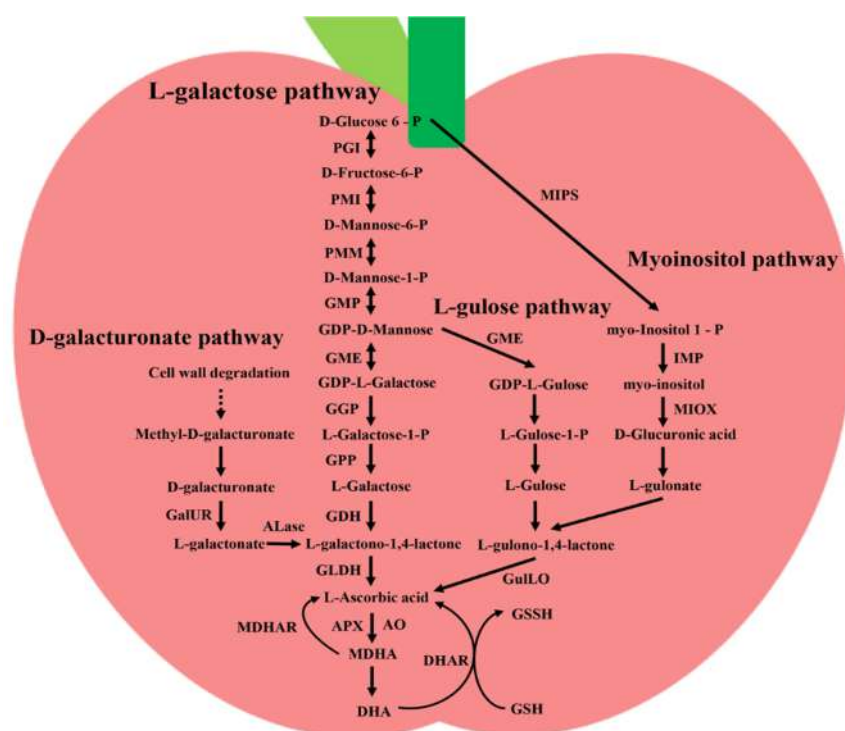 L-galactose pathway
D-Glucose 6 - P
PGI
D-Fructose-6-P
PMI
MIPS
D-Mannose-6-P
PMM
Myoinositol pathway
D-Mannose-1-P
GMP
L-gulose pathway
D-galacturonate pathway
GDP-D-Mannose
GME
myo-Inositol 1 - P
GME
IMP
Cell wall degradation
GDP-L-Galactose
GDP-L-Gulose
myo-inositol
GGP
MIOX
Methyl-D-galacturonate
L-Galactose-1-P
L-Gulose-1-P
D-Glucuronic acid
GPP
D-galacturonate
L-Galactose
L-Gulose
L-gulonate
GalUR
GDH
ALase
L-galactonate
L-galactono-1,4-lactone
L-gulono-1,4-lactone
GLDH
GulLO
L-Ascorbic acid
GSSH
MDHAR
APX
AO
MDHA
DHAR
DHA
GSH